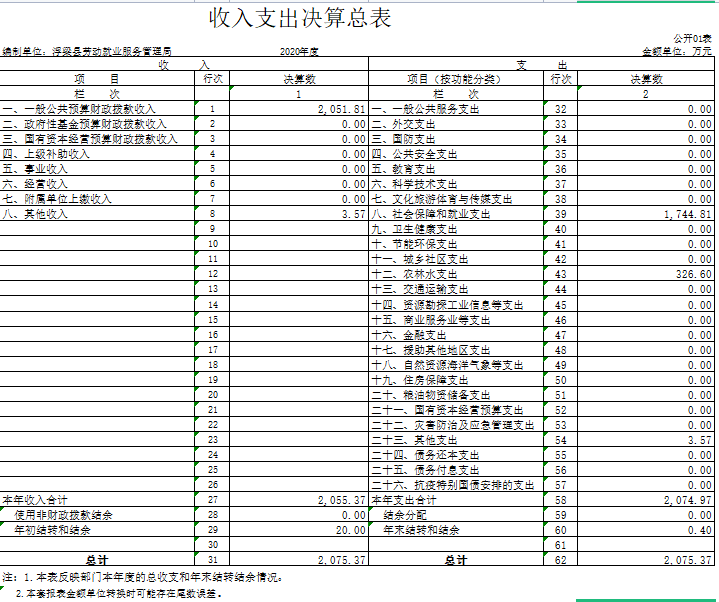 收入支出决算总表
公开01表
编制单位：浮梁县劳动就业服务管理局 2020年度 金额单位：万元
收 入 支 出
项 目 行次 决算数 项目（按功能分类） 行次 决算数
栏 次 1 栏 次 2
一、一般公共预算财政拨款收入 1 2,051.81 一、一般公共服务支出 32 0.00
二、政府性基金预算财政拨款收入 2 0.00 二、外交支出 33 0.00
三、国有资本经营预算财政拨款收入 3 0.00 三、国防支出 34 0.00
四、上级补助收入 4 0.00 四、公共安全支出 35 0.00
五、事业收入 5 0.00 五、教育支出 36 0.00
六、经营收入 6 0.00 六、科学技术支出 37 0.00
七、附属单位上缴收入 7 0.00 七、文化旅游体育与传媒支出 38 0.00
八、其他收入 8 3.57 八、社会保障和就业支出 39 1,744.81
9 九、卫生健康支出 40 0.00
10 十、节能环保支出 41 0.00
11 十一、城乡社区支出 42 0.00
12 十二、农林水支出 43 326.60
13 十三、交通运输支出 44 0.00
14 十四、资源勘探工业信息等支出 45 0.00
15 十五、商业服务业等支出 46 0.00
16 十六、金融支出 47 0.00
17 十七、援助其他地区支出 48 0.00
18 十八、自然资源海洋气象等支出 49 0.00
19 十九、住房保障支出 50 0.00
20 二十、粮油物资储备支出 51 0.00
21 二十一、国有资本经营预算支出 52 0.00
22 二十二、灾害防治及应急管理支出 53 0.00
23 二十三、其他支出 54 3.57
24 二十四、债务还本支出 55 0.00
25 二十五、债务付息支出 56 0.00
26 二十六、抗疫特别国债安排的支出 57 0.00
本年收入合计 27 2,055.37 本年支出合计 58 2,074.97
使用非财政拨款结余 28 0.00 结余分配 59 0.00
年初结转和结余 29 20.00 年末结转和结余 60 0.40
30 61
总计 31 2,075.37 总计 62 2,075.37
注：1.本表反映部门本年度的总收支和年末结转结余情况。
2.本套报表金额单位转换时可能存在尾数误差。